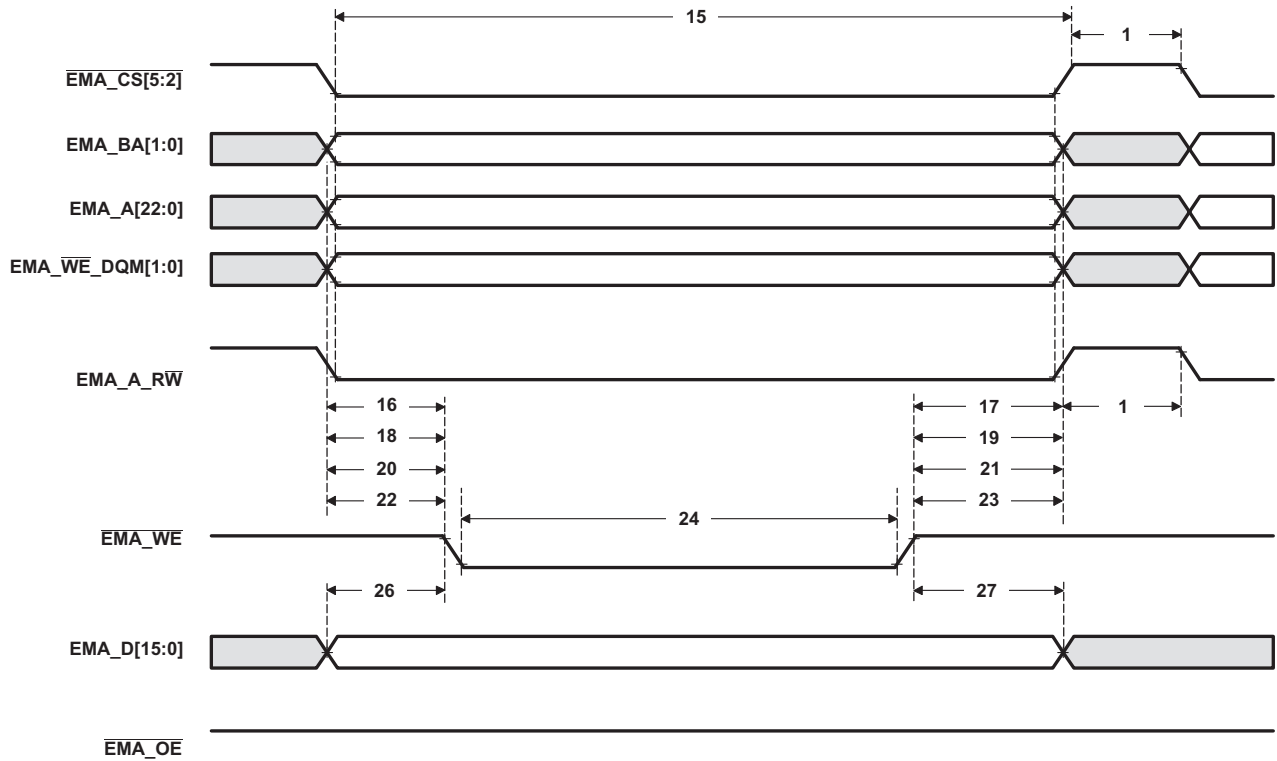 15
1
EMA_CS[5:2]
EMA_BA[1:0]
EMA_A[22:0]
EMA_WE_DQM[1:0]
EMA_A_RW
16 17 1
18 19
20 21
22 23
EMA_WE 24
26 27
EMA_D[15:0]
EMA_OE